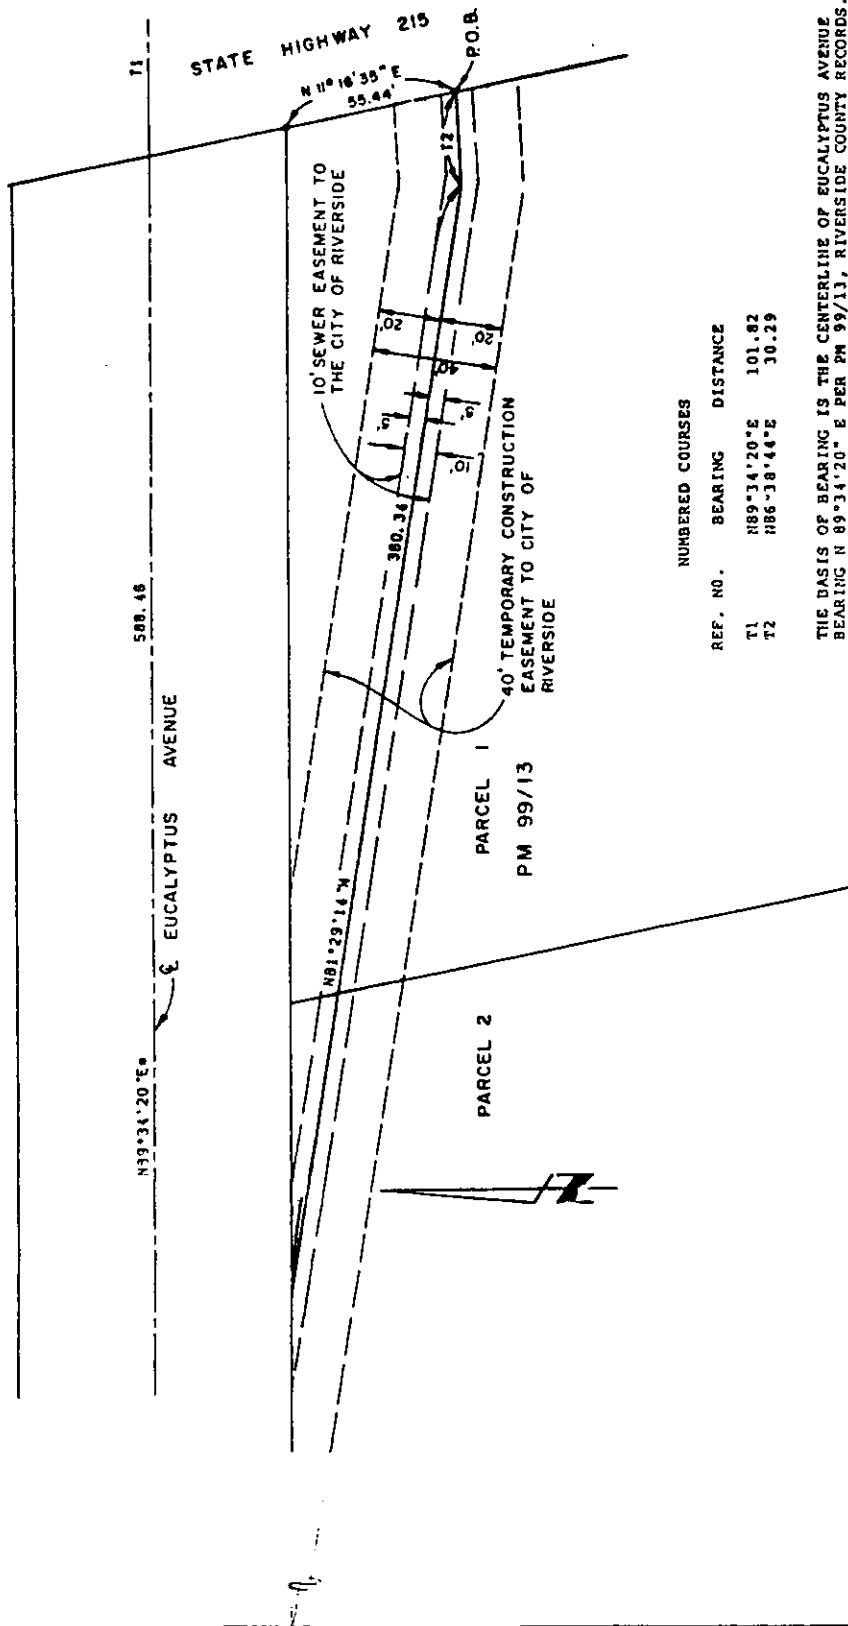 T1
STATE HIGHWAY 215
N 11° 16' 35" E
55.44'
P.O.B.
T2
10' SEWER EASEMENT TO
THE CITY OF RIVERSIDE
20'
40'
20'
5'
5'
10'
588.46
380.34
40' TEMPORARY CONSTRUCTION
EASEMENT TO CITY OF
RIVERSIDE
℄ EUCALYPTUS AVENUE
N89°34'20"E*
N81°29'14"W
PARCEL 1
PM 99/13
PARCEL 2
N
NUMBERED COURSES
REF. NO. BEARING DISTANCE
T1 N89°34'20"E 101.82
T2 N86°38'44"E 30.29
THE BASIS OF BEARING IS THE CENTERLINE OF EUCALYPTUS AVENUE
BEARING N 89°34'20" E PER PM 99/13, RIVERSIDE COUNTY RECORDS.